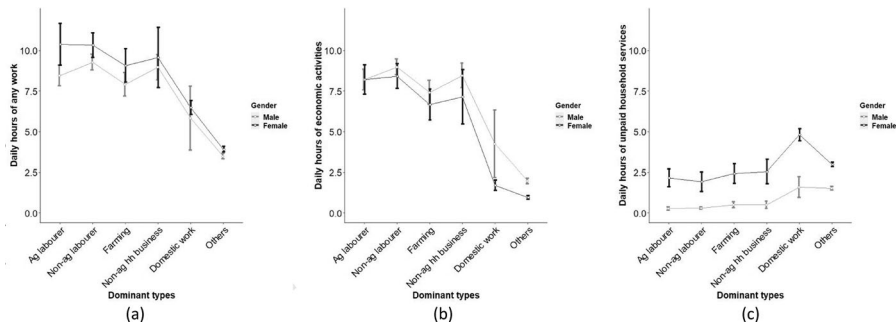 Daily hours of any work
10.0
7.5
5.0
2.5
0.0
Ag labourer
Non-ag labourer
Farming
Non-ag hh business
Domestic work
Others
Dominant types
Gender
Male
Female
(a)
Daily hours of economic activities
10.0
7.5
5.0
2.5
0.0
Ag labourer
Non-ag labourer
Farming
Non-ag hh business
Domestic work
Others
Dominant types
Gender
Male
Female
(b)
Daily hours of unpaid household services
10.0
7.5
5.0
2.5
0.0
Ag labourer
Non-ag labourer
Farming
Non-ag hh business
Domestic work
Others
Dominant types
Gender
Male
Female
(c)